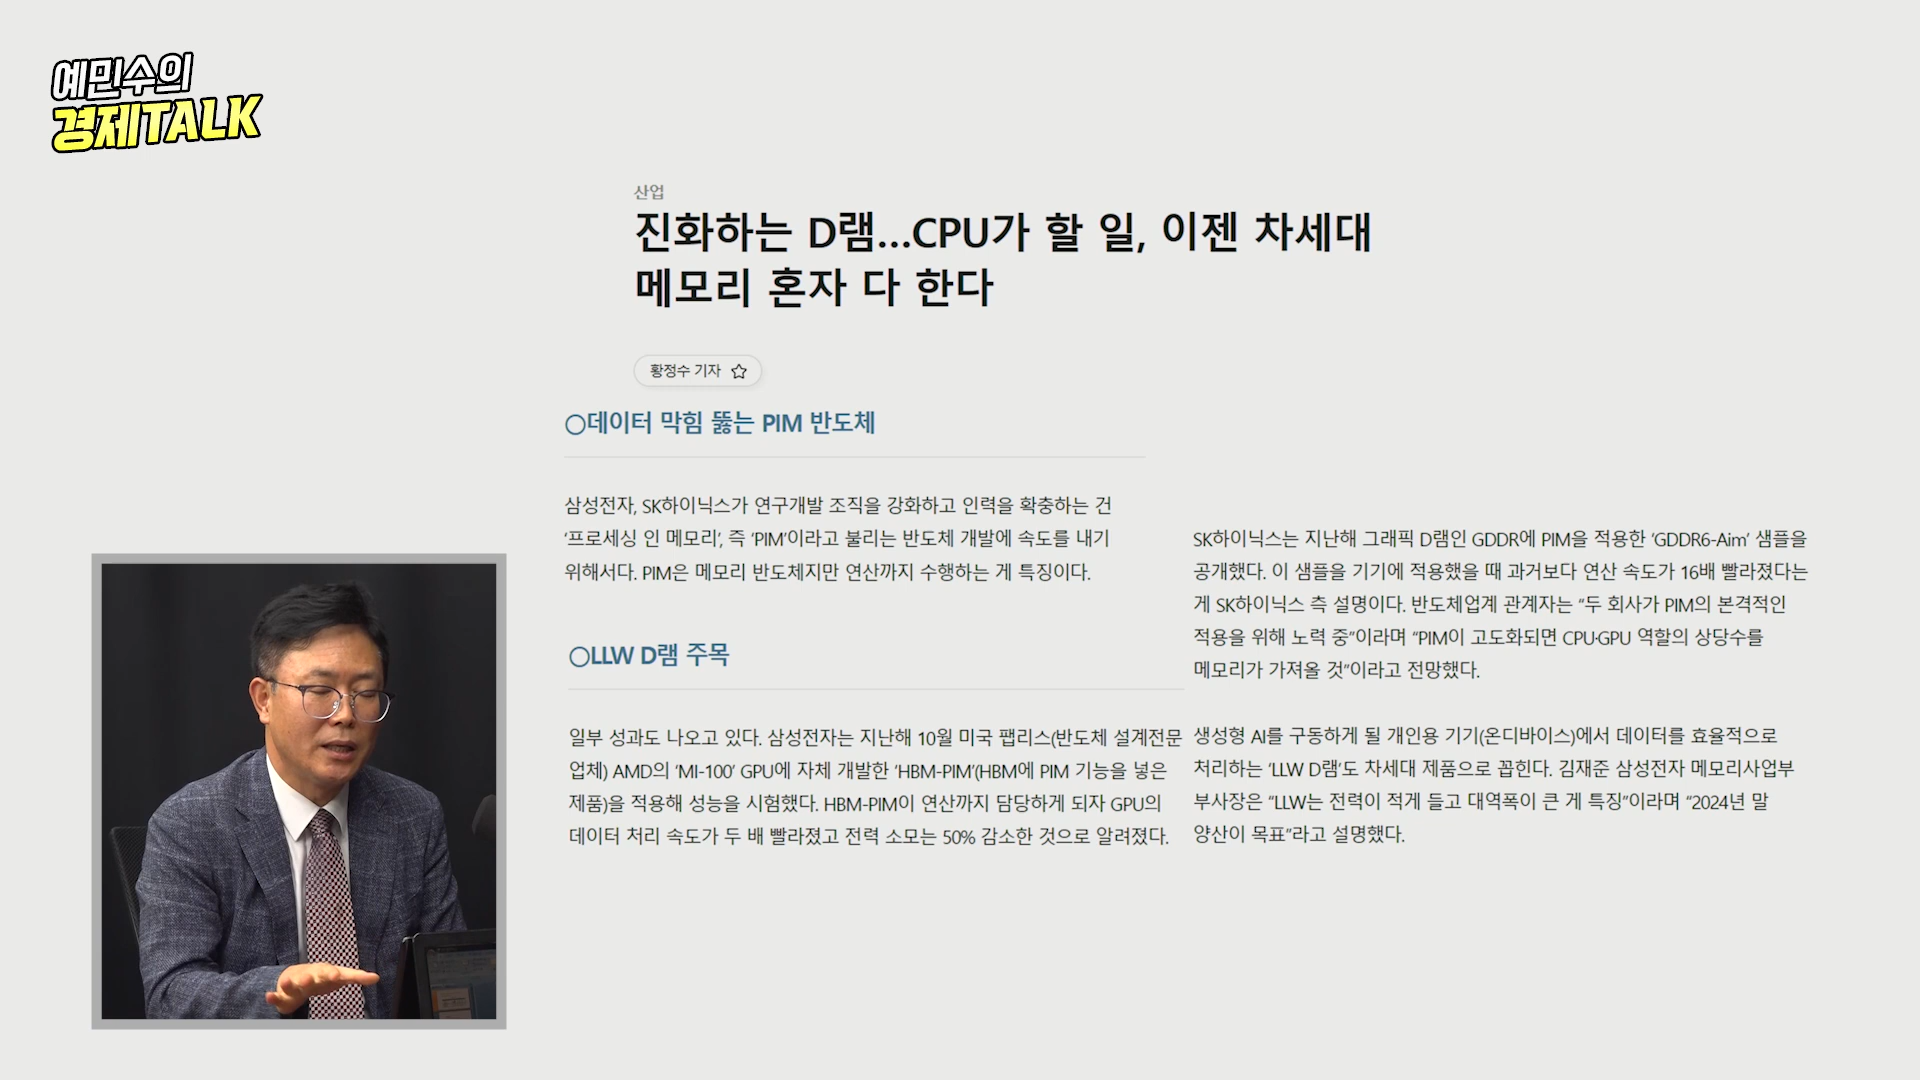 예민수의
경제TALK
산업
진화하는 D램...CPU가 할 일, 이젠 차세대
메모리 혼자 다 한다
황정수 기자 ☆
○데이터 막힘 뚫는 PIM 반도체
삼성전자, SK하이닉스가 연구개발 조직을 강화하고 인력을 확충하는 건
‘프로세싱 인 메모리’, 즉 ‘PIM’이라고 불리는 반도체 개발에 속도를 내기
위해서다. PIM은 메모리 반도체지만 연산까지 수행하는 게 특징이다.
○LLW D램 주목
일부 성과도 나오고 있다. 삼성전자는 지난해 10월 미국 팹리스(반도체 설계전문
업체) AMD의 ‘MI-100’ GPU에 자체 개발한 ‘HBM-PIM’(HBM에 PIM 기능을 넣은
제품)을 적용해 성능을 시험했다. HBM-PIM이 연산까지 담당하게 되자 GPU의
데이터 처리 속도가 두 배 빨라졌고 전력 소모는 50% 감소한 것으로 알려졌다.
SK하이닉스는 지난해 그래픽 D램인 GDDR에 PIM을 적용한 ‘GDDR6-Aim’ 샘플을
공개했다. 이 샘플을 기기에 적용했을 때 과거보다 연산 속도가 16배 빨라졌다는
게 SK하이닉스 측 설명이다. 반도체업계 관계자는 “두 회사가 PIM의 본격적인
적용을 위해 노력 중”이라며 “PIM이 고도화되면 CPU·GPU 역할의 상당수를
메모리가 가져올 것”이라고 전망했다.
생성형 AI를 구동하게 될 개인용 기기(온디바이스)에서 데이터를 효율적으로
처리하는 ‘LLW D램’도 차세대 제품으로 꼽힌다. 김재준 삼성전자 메모리사업부
부사장은 “LLW는 전력이 적게 들고 대역폭이 큰 게 특징”이라며 “2024년 말
양산이 목표”라고 설명했다.